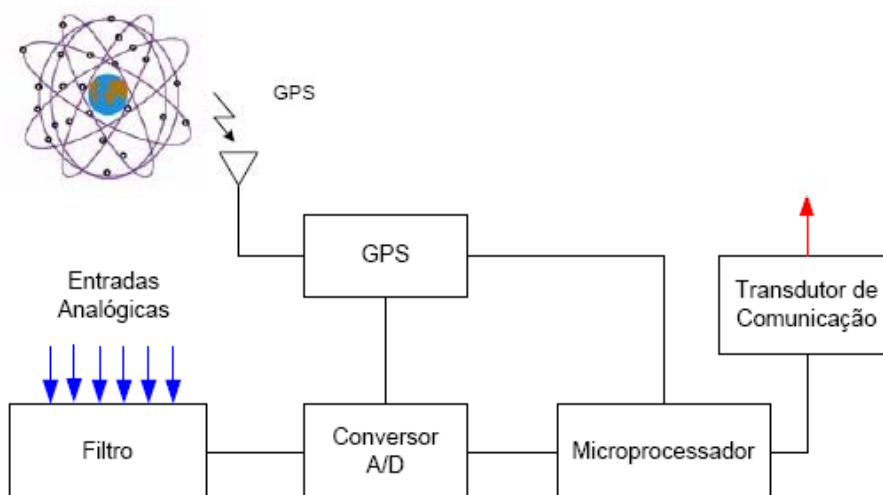 GPS
GPS
Entradas
Analógicas
Transdutor de
Comunicação
Filtro
Conversor
A/D
Microprocessador